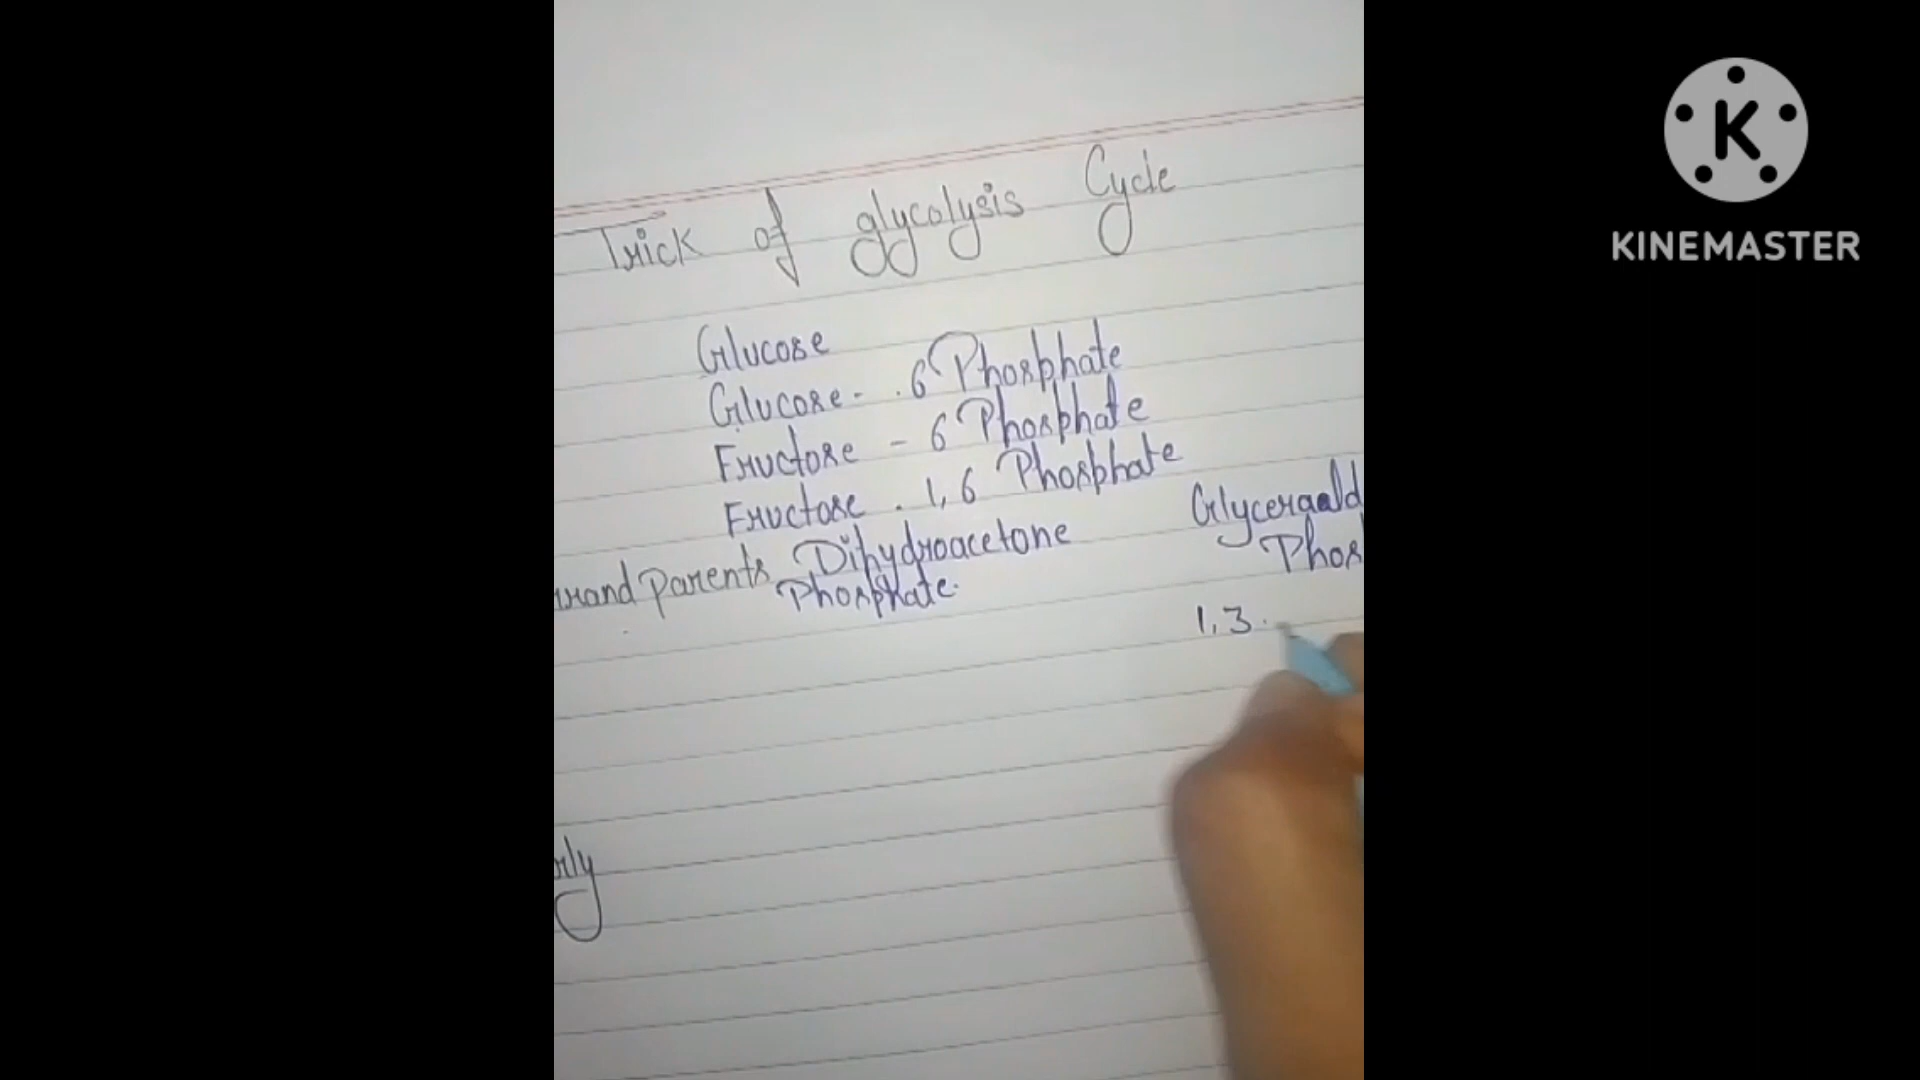 Trick of glycolysis Cycle
Glucose
Glucose - . 6 Phosphate
Fructose - 6 Phosphate
Fructose . 1,6 Phosphate
Dihydroacetone Glyceraald
Parents Phosphate. Phos
1,3.
K
KINEMASTER